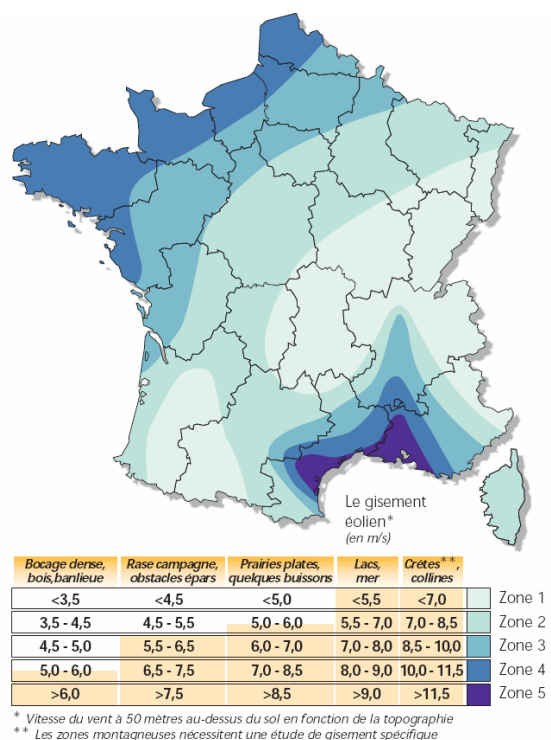 Le gisement
éolien*
(en m/s)
Bocage dense, bois,banlieue Rase campagne, obstacles épars Prairies plates, quelques buissons Lacs, mer Crêtes**, collines
<3,5 <4,5 <5,0 <5,5 <7,0 Zone 1
3,5 - 4,5 4,5 - 5,5 5,0 - 6,0 5,5 - 7,0 7,0 - 8,5 Zone 2
4,5 - 5,0 5,5 - 6,5 6,0 - 7,0 7,0 - 8,0 8,5 - 10,0 Zone 3
5,0 - 6,0 6,5 - 7,5 7,0 - 8,5 8,0 - 9,0 10,0 - 11,5 Zone 4
>6,0 >7,5 >8,5 >9,0 >11,5 Zone 5
* Vitesse du vent à 50 mètres au-dessus du sol en fonction de la topographie
** Les zones montagneuses nécessitent une étude de gisement spécifique